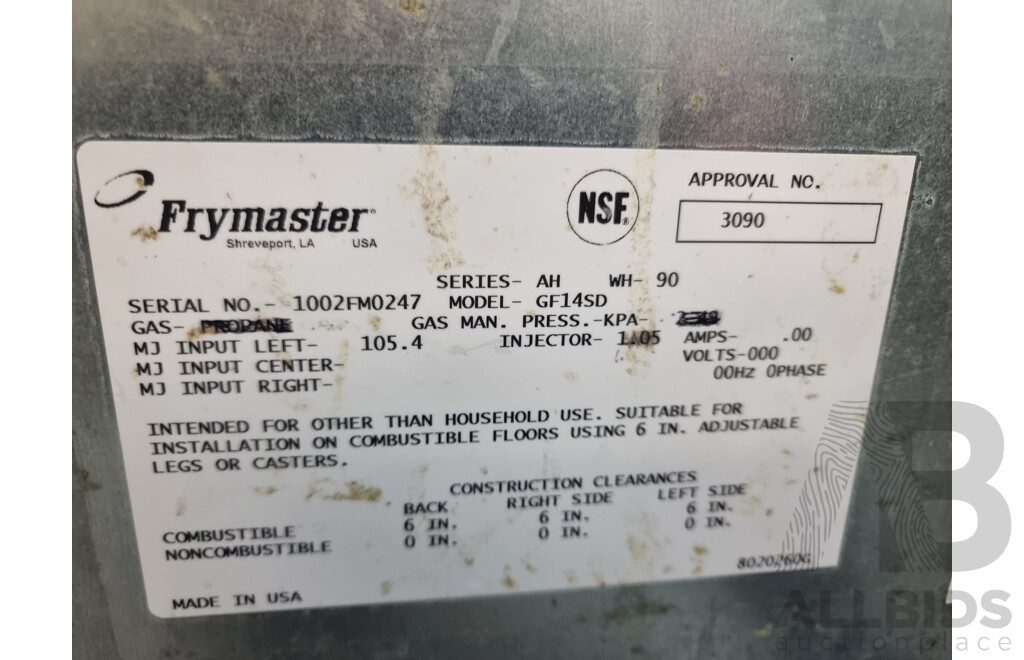 Frymaster
Shreveport, LA USA
NSF.
APPROVAL NO.
3090
SERIES- AH WH- 90
SERIAL NO.- 1002FM0247 MODEL- GF14SD
GAS- PROPANE GAS MAN. PRESS.-KPA-
MJ INPUT LEFT- 105.4 INJECTOR- 1.05 AMPS- .00
MJ INPUT CENTER- VOLTS-000
MJ INPUT RIGHT- 00Hz 0PHASE
INTENDED FOR OTHER THAN HOUSEHOLD USE. SUITABLE FOR
INSTALLATION ON COMBUSTIBLE FLOORS USING 6 IN. ADJUSTABLE
LEGS OR CASTERS.
CONSTRUCTION CLEARANCES
BACK RIGHT SIDE LEFT SIDE
COMBUSTIBLE 6 IN. 6 IN. 6 IN.
NONCOMBUSTIBLE 0 IN. 0 IN. 0 IN.
8020260G
MADE IN USA
B
ALLBIDS
auctionplace